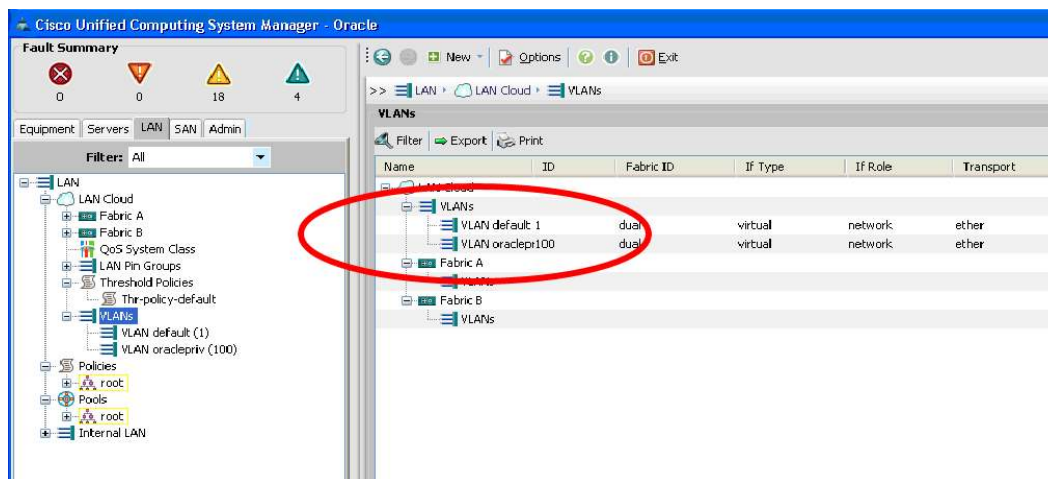 Cisco Unified Computing System Manager - Oracle
Fault Summary
0 0 18 4
Equipment Servers LAN SAN Admin
Filter: All
LAN
LAN Cloud
Fabric A
Fabric B
QoS System Class
LAN Pin Groups
Threshold Policies
Thr-policy-default
VLANs
VLAN default (1)
VLAN oraclepriv (100)
Policies
root
Pools
root
Internal LAN
New Options Exit
>> LAN LAN Cloud VLANs
VLANs
Filter Export Print
Name ID Fabric ID If Type If Role Transport
LAN Cloud
VLANs
VLAN default 1 dual virtual network ether
VLAN oraclepr100 dual virtual network ether
Fabric A
VLANs
Fabric B
VLANs